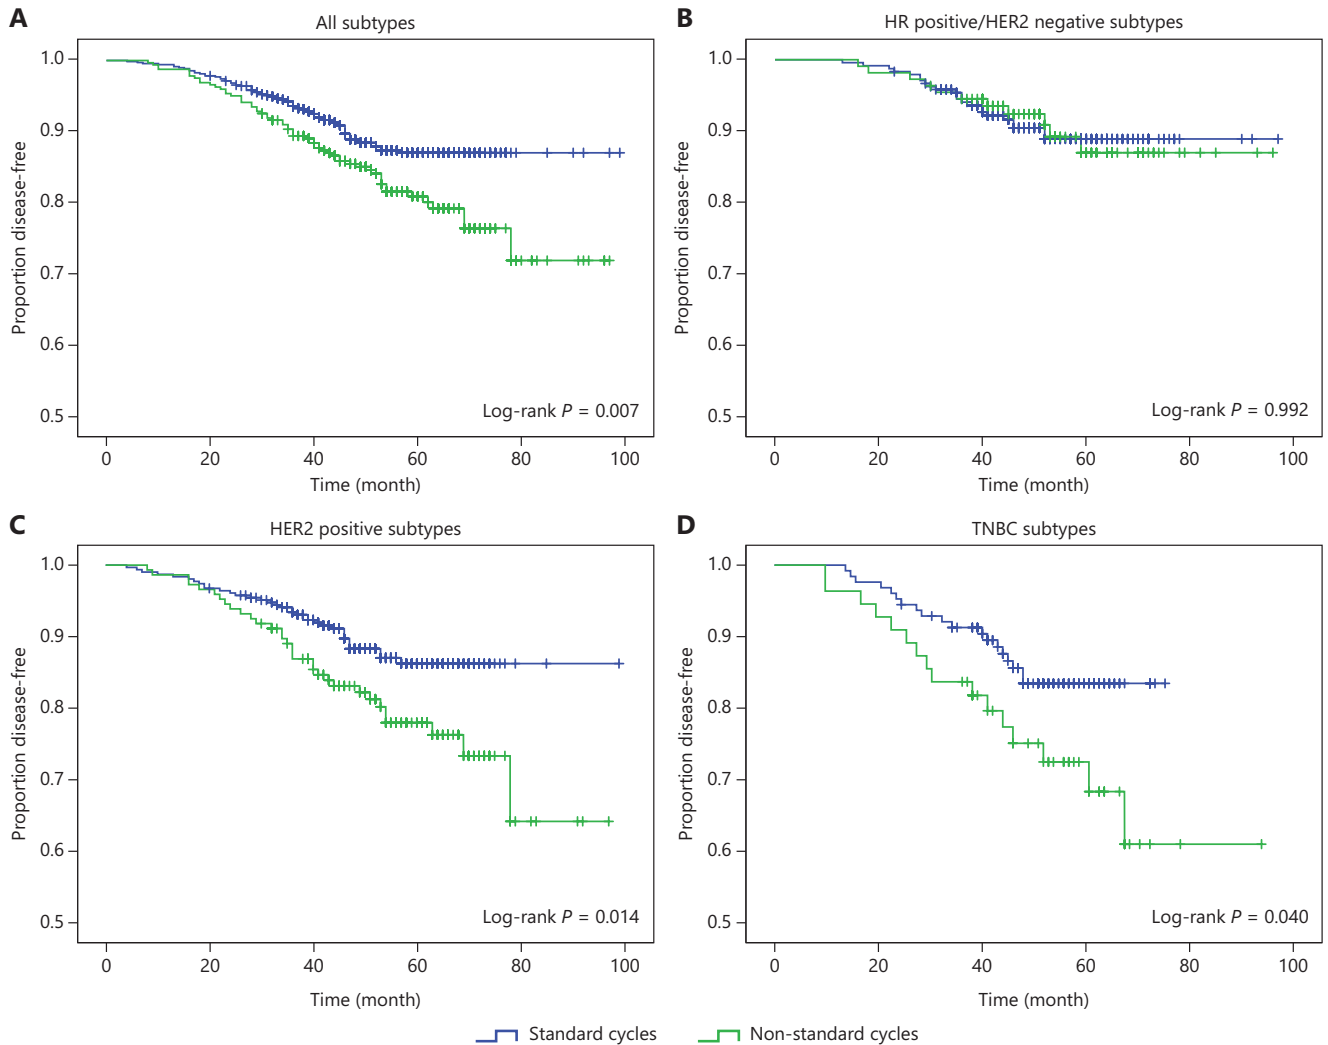 A
All subtypes
1.0
0.9
0.8
0.7
0.6
0.5
Proportion disease-free
Log-rank P = 0.007
0 20 40 60 80 100
Time (month)
B
HR positive/HER2 negative subtypes
1.0
0.9
0.8
0.7
0.6
0.5
Proportion disease-free
Log-rank P = 0.992
0 20 40 60 80 100
Time (month)
C
HER2 positive subtypes
1.0
0.9
0.8
0.7
0.6
0.5
Proportion disease-free
Log-rank P = 0.014
0 20 40 60 80 100
Time (month)
D
TNBC subtypes
1.0
0.9
0.8
0.7
0.6
0.5
Proportion disease-free
Log-rank P = 0.040
0 20 40 60 80 100
Time (month)
Standard cycles
Non-standard cycles